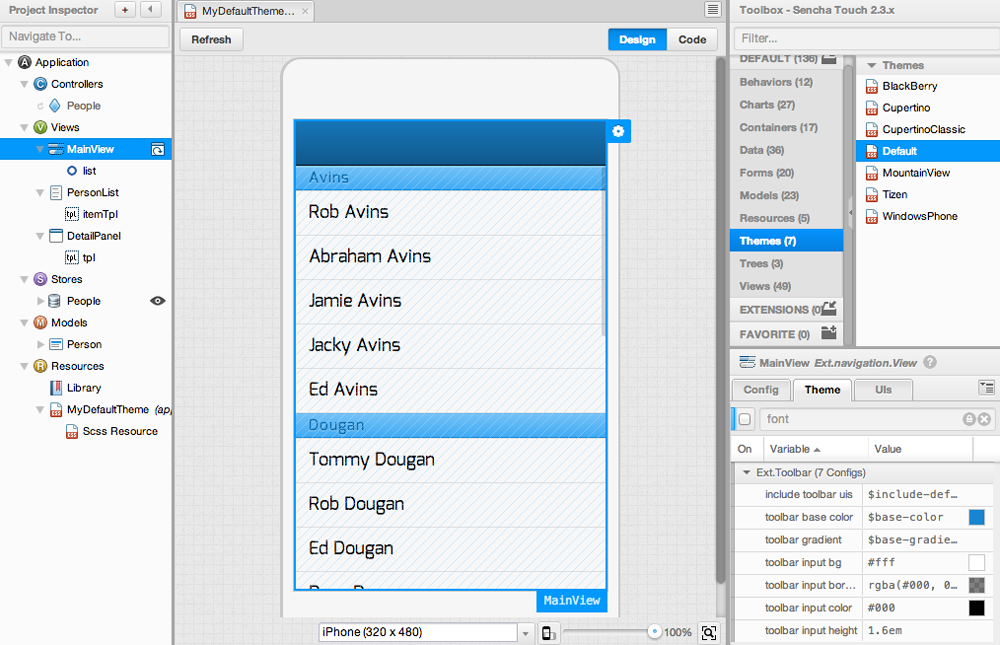 Project Inspector
Navigate To...
Application
Controllers
People
Views
MainView
list
PersonList
tpl itemTpl
DetailPanel
tpl tpl
S Stores
People
M Models
Person
R Resources
Library
MyDefaultTheme (app
Scss Resource
MyDefaultTheme...
Refresh
Design
Code
Avins
Rob Avins
Abraham Avins
Jamie Avins
Jacky Avins
Ed Avins
Dougan
Tommy Dougan
Rob Dougan
Ed Dougan
MainView
iPhone (320 x 480)
100%
Toolbox - Sencha Touch 2.3.x
Filter...
DEFAULT (136)
Behaviors (12)
Charts (27)
Containers (17)
Data (36)
Forms (20)
Models (23)
Resources (5)
Themes (7)
Trees (3)
Views (49)
EXTENSIONS (0)
FAVORITE (0)
Themes
BlackBerry
Cupertino
CupertinoClassic
Default
MountainView
Tizen
WindowsPhone
MainView Ext.navigation.View ?
Config
Theme
UIs
font
On Variable Value
Ext.Toolbar (7 Configs)
include toolbar uis $include-def...
toolbar base color $base-color
toolbar gradient $base-gradie...
toolbar input bg #fff
toolbar input bor... rgba(#000, 0...
toolbar input color #000
toolbar input height 1.6em